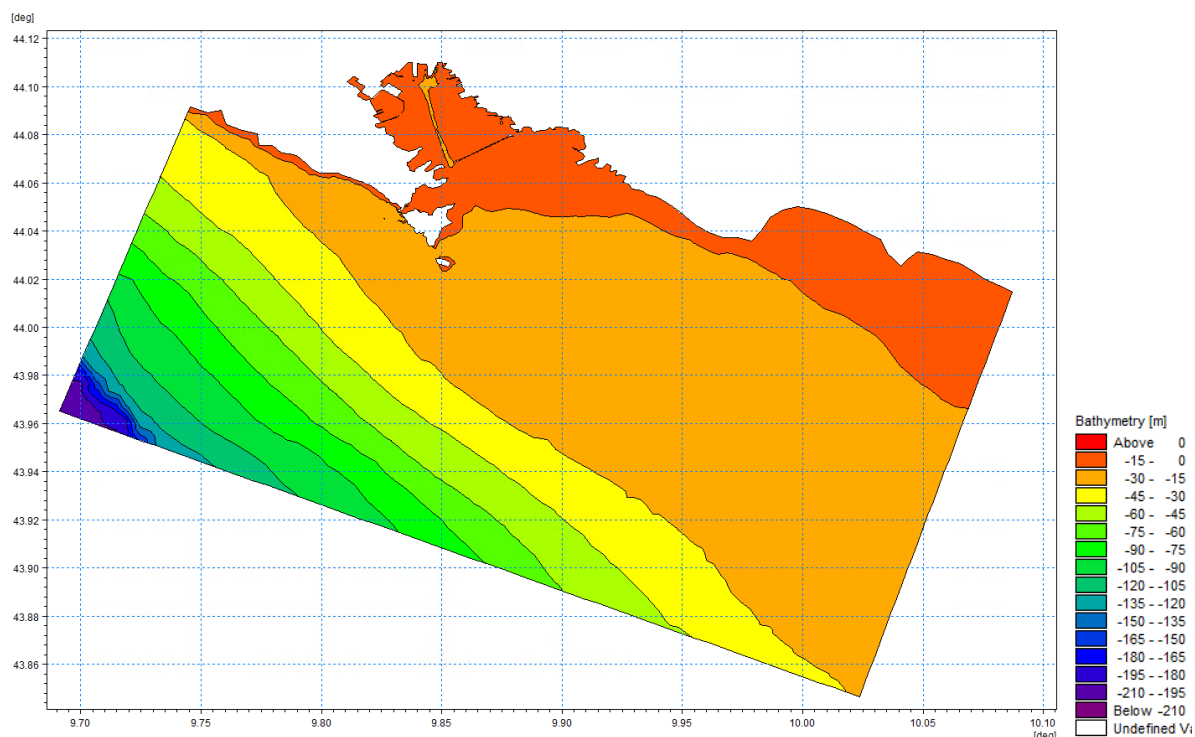 [deg]
44.12
44.10
44.08
44.06
44.04
44.02
44.00
43.98
43.96
43.94
43.92
43.90
43.88
43.86
9.70 9.75 9.80 9.85 9.90 9.95 10.00 10.05 10.10
[deg]
Bathymetry [m]
Above 0
-15 - 0
-30 - -15
-45 - -30
-60 - -45
-75 - -60
-90 - -75
-105 - -90
-120 - -105
-135 - -120
-150 - -135
-165 - -150
-180 - -165
-195 - -180
-210 - -195
Below -210
Undefined Va